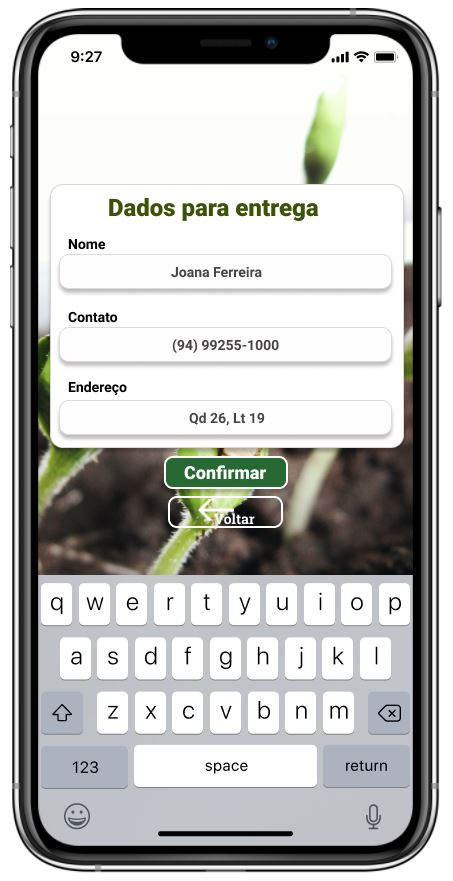 9:27
Dados para entrega
Nome
Joana Ferreira
Contato
(94) 99255-1000
Endereço
Qd 26, Lt 19
Confirmar
Voltar
q w e r t y u i o p
a s d f g h j k l
z x c v b n m
123 space return